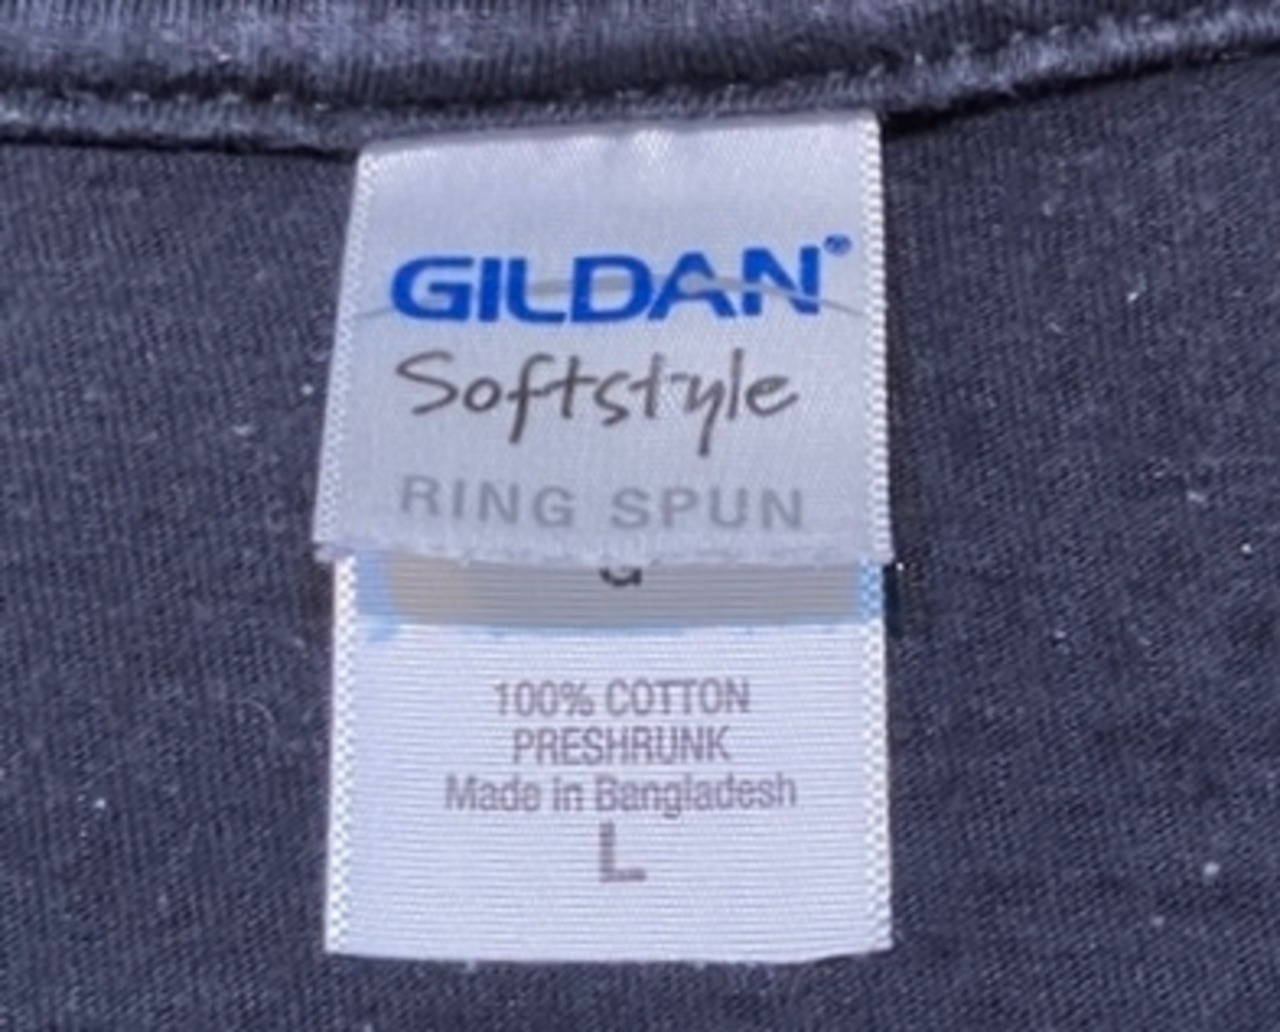 GILDAN®
Softstyle
RING SPUN
100% COTTON
PRESHRUNK
Made in Bangladesh
L